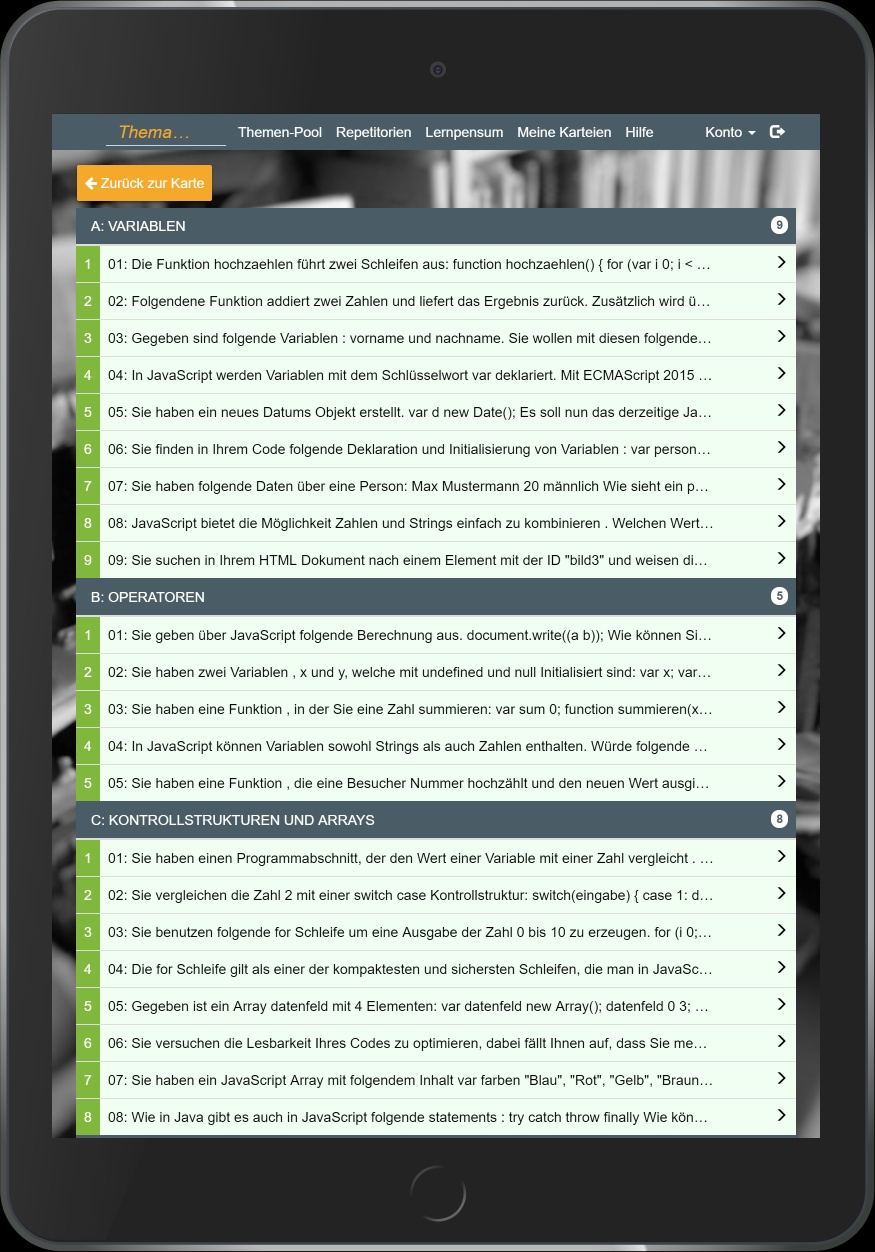 Thema… Themen-Pool Repetitorien Lernpensum Meine Karteien Hilfe Konto
Zurück zur Karte
A: VARIABLEN 9
1 01: Die Funktion hochzaehlen führt zwei Schleifen aus: function hochzaehlen() { for (var i 0; i < …
2 02: Folgendene Funktion addiert zwei Zahlen und liefert das Ergebnis zurück. Zusätzlich wird ü…
3 03: Gegeben sind folgende Variablen : vorname und nachname. Sie wollen mit diesen folgende…
4 04: In JavaScript werden Variablen mit dem Schlüsselwort var deklariert. Mit ECMAScript 2015 …
5 05: Sie haben ein neues Datums Objekt erstellt. var d new Date(); Es soll nun das derzeitige Ja…
6 06: Sie finden in Ihrem Code folgende Deklaration und Initialisierung von Variablen : var person…
7 07: Sie haben folgende Daten über eine Person: Max Mustermann 20 männlich Wie sieht ein p…
8 08: JavaScript bietet die Möglichkeit Zahlen und Strings einfach zu kombinieren . Welchen Wert…
9 09: Sie suchen in Ihrem HTML Dokument nach einem Element mit der ID "bild3" und weisen di…
B: OPERATOREN 5
1 01: Sie geben über JavaScript folgende Berechnung aus. document.write((a b)); Wie können Si…
2 02: Sie haben zwei Variablen , x und y, welche mit undefined und null Initialisiert sind: var x; var…
3 03: Sie haben eine Funktion , in der Sie eine Zahl summieren: var sum 0; function summieren(x…
4 04: In JavaScript können Variablen sowohl Strings als auch Zahlen enthalten. Würde folgende …
5 05: Sie haben eine Funktion , die eine Besucher Nummer hochzählt und den neuen Wert ausgi…
C: KONTROLLSTRUKTUREN UND ARRAYS 8
1 01: Sie haben einen Programmabschnitt, der den Wert einer Variable mit einer Zahl vergleicht . …
2 02: Sie vergleichen die Zahl 2 mit einer switch case Kontrollstruktur: switch(eingabe) { case 1: d…
3 03: Sie benutzen folgende for Schleife um eine Ausgabe der Zahl 0 bis 10 zu erzeugen. for (i 0;…
4 04: Die for Schleife gilt als einer der kompaktesten und sichersten Schleifen, die man in JavaSc…
5 05: Gegeben ist ein Array datenfeld mit 4 Elementen: var datenfeld new Array(); datenfeld 0 3; …
6 06: Sie versuchen die Lesbarkeit Ihres Codes zu optimieren, dabei fällt Ihnen auf, dass Sie me…
7 07: Sie haben ein JavaScript Array mit folgendem Inhalt var farben "Blau", "Rot", "Gelb", "Braun…
8 08: Wie in Java gibt es auch in JavaScript folgende statements : try catch throw finally Wie kön…